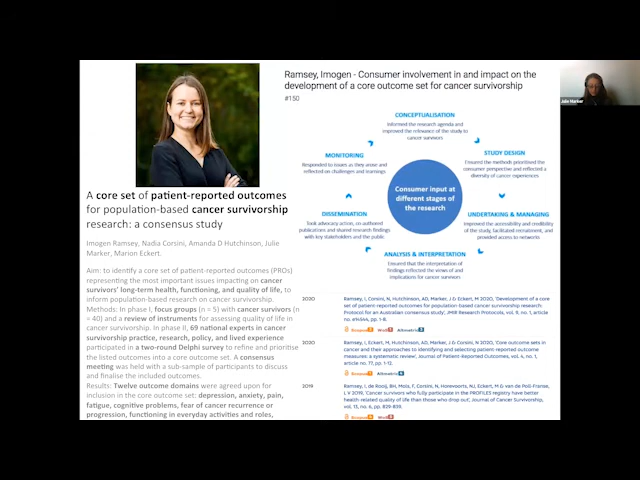 Ramsey, Imogen - Consumer involvement in and impact on the
development of a core outcome set for cancer survivorship
#150
Julie Marker
CONCEPTUALISATION
Informed the research agenda and
improved the relevance of the study to
cancer survivors
MONITORING
Responded to issues as they arose and
reflected on challenges and learnings
STUDY DESIGN
Ensured the methods prioritised the
consumer perspective and reflected a
diversity of cancer experiences
Consumer input at
different stages of
the research
DISSEMINATION
Took advocacy action, co-authored
publications and shared research findings
with key stakeholders and the public
UNDERTAKING & MANAGING
Improved the accessibility and credibility
of the study, facilitated recruitment, and
provided access to networks
ANALYSIS & INTERPRETATION
Ensured that the interpretation of
findings reflected the views of and
implications for cancer survivors
A core set of patient-reported outcomes
for population-based cancer survivorship
research: a consensus study
Imogen Ramsey, Nadia Corsini, Amanda D Hutchinson, Julie
Marker, Marion Eckert.
Aim: to identify a core set of patient-reported outcomes (PROs)
representing the most important issues impacting on cancer
survivors' long-term health, functioning, and quality of life, to
inform population-based research on cancer survivorship.
Methods: In phase I, focus groups (n = 5) with cancer survivors (n
= 40) and a review of instruments for assessing quality of life in
cancer survivorship. In phase II, 69 national experts in cancer
survivorship practice, research, policy, and lived experience
participated in a two-round Delphi survey to refine and prioritise
the listed outcomes into a core outcome set. A consensus
meeting was held with a sub-sample of participants to discuss
and finalise the included outcomes.
Results: Twelve outcome domains were agreed upon for
inclusion in the core outcome set: depression, anxiety, pain,
fatigue, cognitive problems, fear of cancer recurrence or
progression, functioning in everyday activities and roles,
2020
Ramsey, I, Corsini, N, Hutchinson, AD, Marker, J & Eckert, M 2020, 'Development of a core
set of patient-reported outcomes for population-based cancer survivorship research:
Protocol for an Australian consensus study', JMIR Research Protocols, vol. 9, no. 1, article
pp. 1-8.
2020
Ramsey, I, Eckert, M, Hutchinson, AD, Marker, J & Corsini, N 2020, 'Core outcome sets in
cancer and their approaches to identifying and selecting patient-reported outcome
measures: a systematic review', Journal of Patient-Reported Outcomes, vol. 4, no. 1,
article no. 77, pp. 1-12.
2019
Ramsey, I, de Rooij, BH, Mols, F, Corsini, N, Horevoorts, NJ, Eckert, M & van de Poll-Franse,
L V 2019, 'Cancer survivors who fully participate in the PROFILES registry have better
health-related quality of life than those who drop out', Journal of Cancer Survivorship,
vol. 13, no. 6, pp. 829-839.